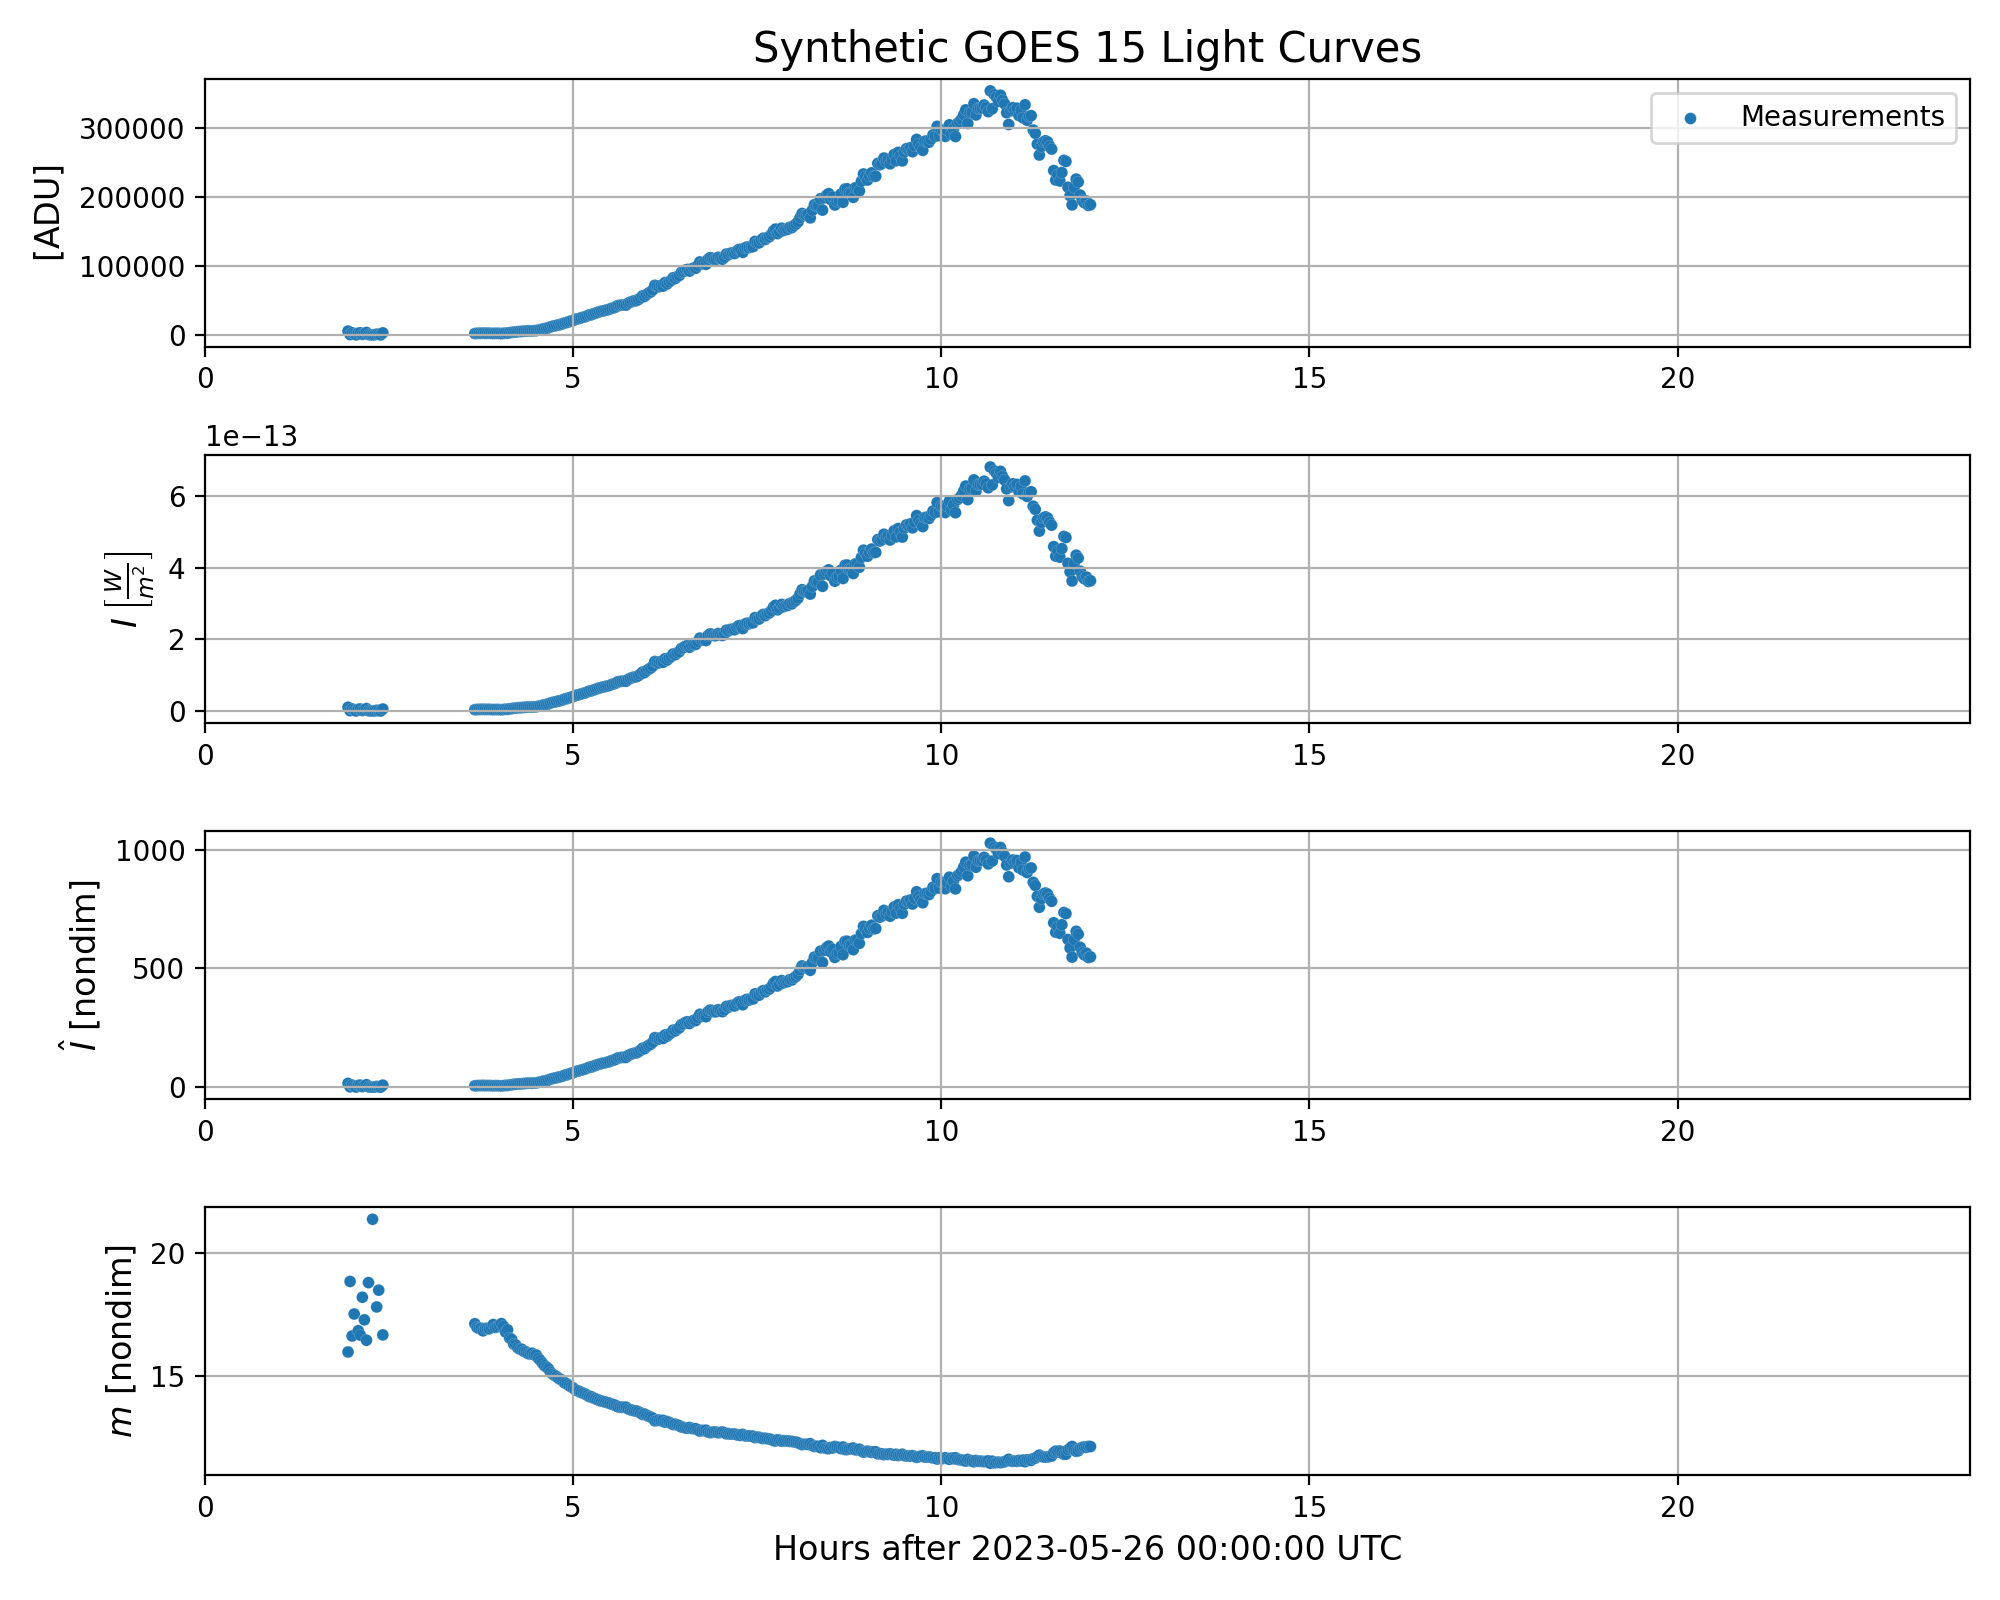 Synthetic GOES 15 Light Curves
[ADU]
300000
200000
100000
0
Measurements
0 5 10 15 20
1e−13
I [W/m²]
6
4
2
0
0 5 10 15 20
Î [nondim]
1000
500
0
0 5 10 15 20
m [nondim]
20
15
0 5 10 15 20
Hours after 2023-05-26 00:00:00 UTC